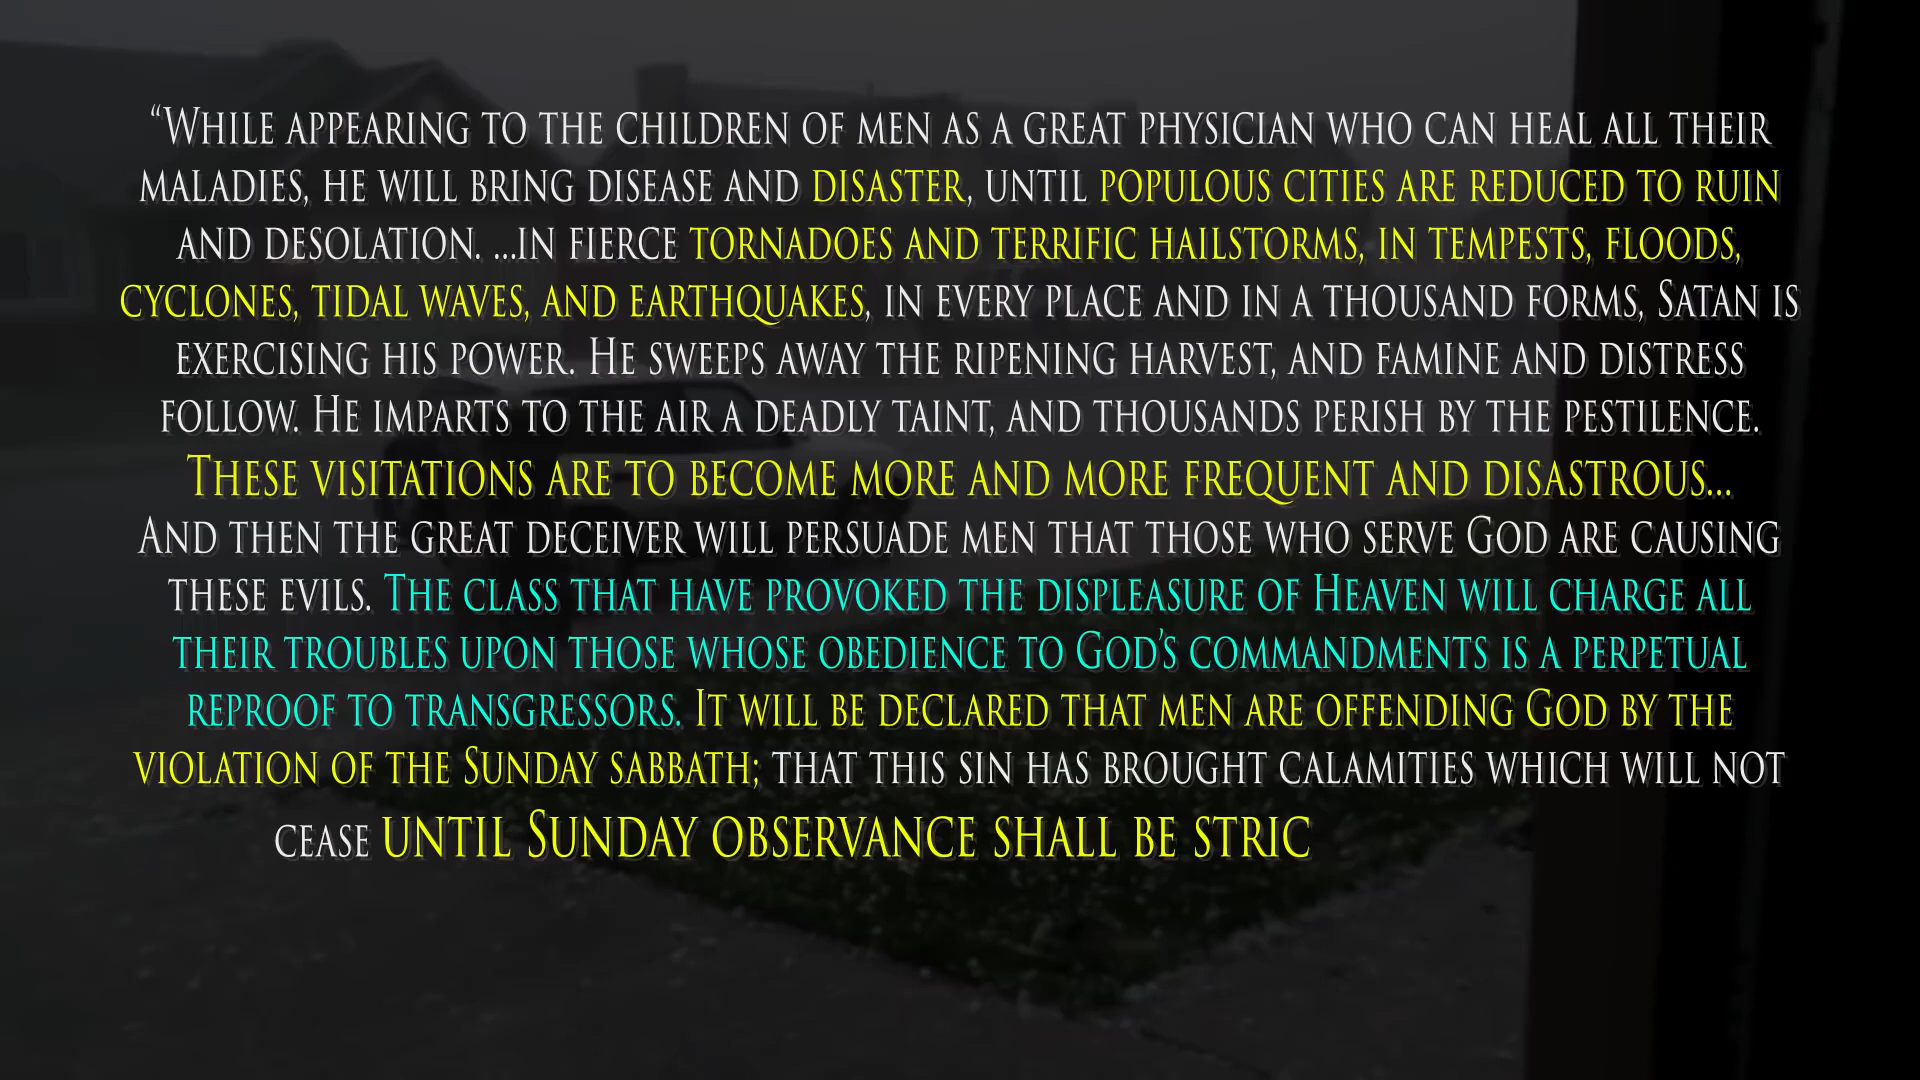 “While appearing to the children of men as a great physician who can heal all their
maladies, he will bring disease and disaster, until populous cities are reduced to ruin
and desolation. ...in fierce tornadoes and terrific hailstorms, in tempests, floods,
cyclones, tidal waves, and earthquakes, in every place and in a thousand forms, Satan is
exercising his power. He sweeps away the ripening harvest, and famine and distress
follow. He imparts to the air a deadly taint, and thousands perish by the pestilence.
These visitations are to become more and more frequent and disastrous...
And then the great deceiver will persuade men that those who serve God are causing
these evils. The class that have provoked the displeasure of Heaven will charge all
their troubles upon those whose obedience to God’s commandments is a perpetual
reproof to transgressors. It will be declared that men are offending God by the
violation of the Sunday sabbath; that this sin has brought calamities which will not
cease until Sunday observance shall be stric